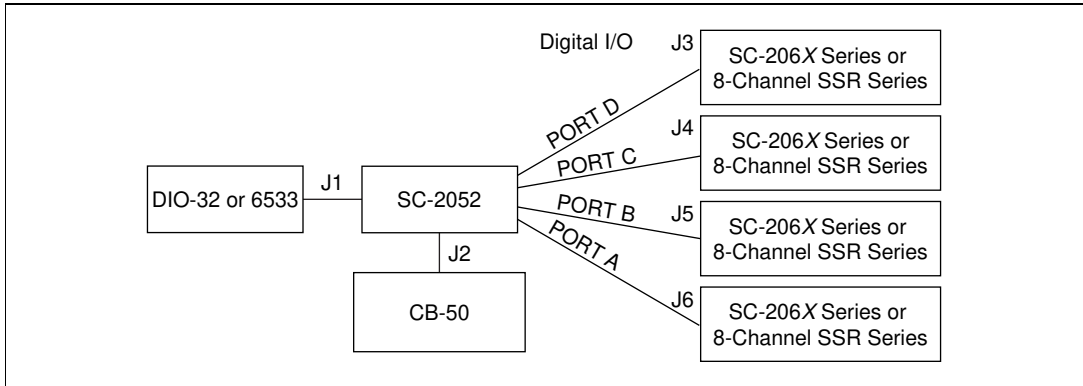 Digital I/O
J3
SC-206X Series or
8-Channel SSR Series
PORT D
J4
SC-206X Series or
8-Channel SSR Series
PORT C
DIO-32 or 6533
J1
SC-2052
PORT B
J5
SC-206X Series or
8-Channel SSR Series
PORT A
J2
CB-50
J6
SC-206X Series or
8-Channel SSR Series